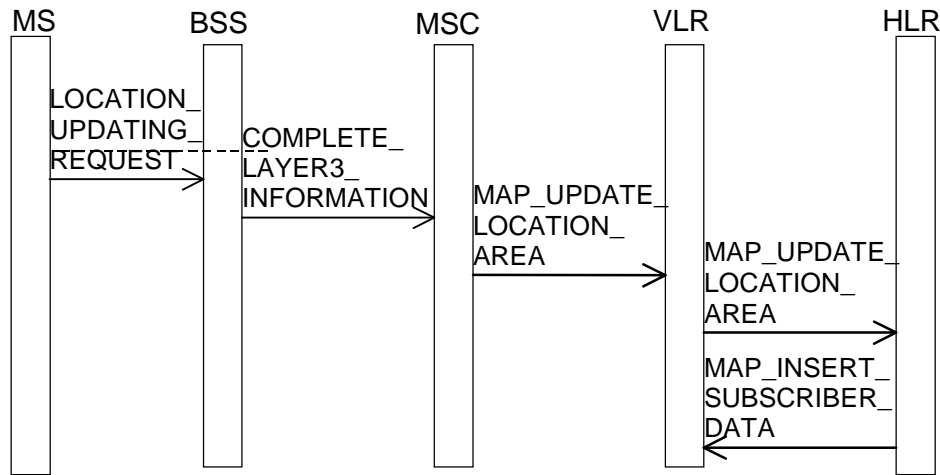 MS
BSS
MSC
VLR
HLR
LOCATION_
UPDATING_
REQUEST
COMPLETE_
LAYER3_
INFORMATION
MAP_UPDATE_
LOCATION_
AREA
MAP_UPDATE_
LOCATION_
AREA
MAP_INSERT_
SUBSCRIBER_
DATA